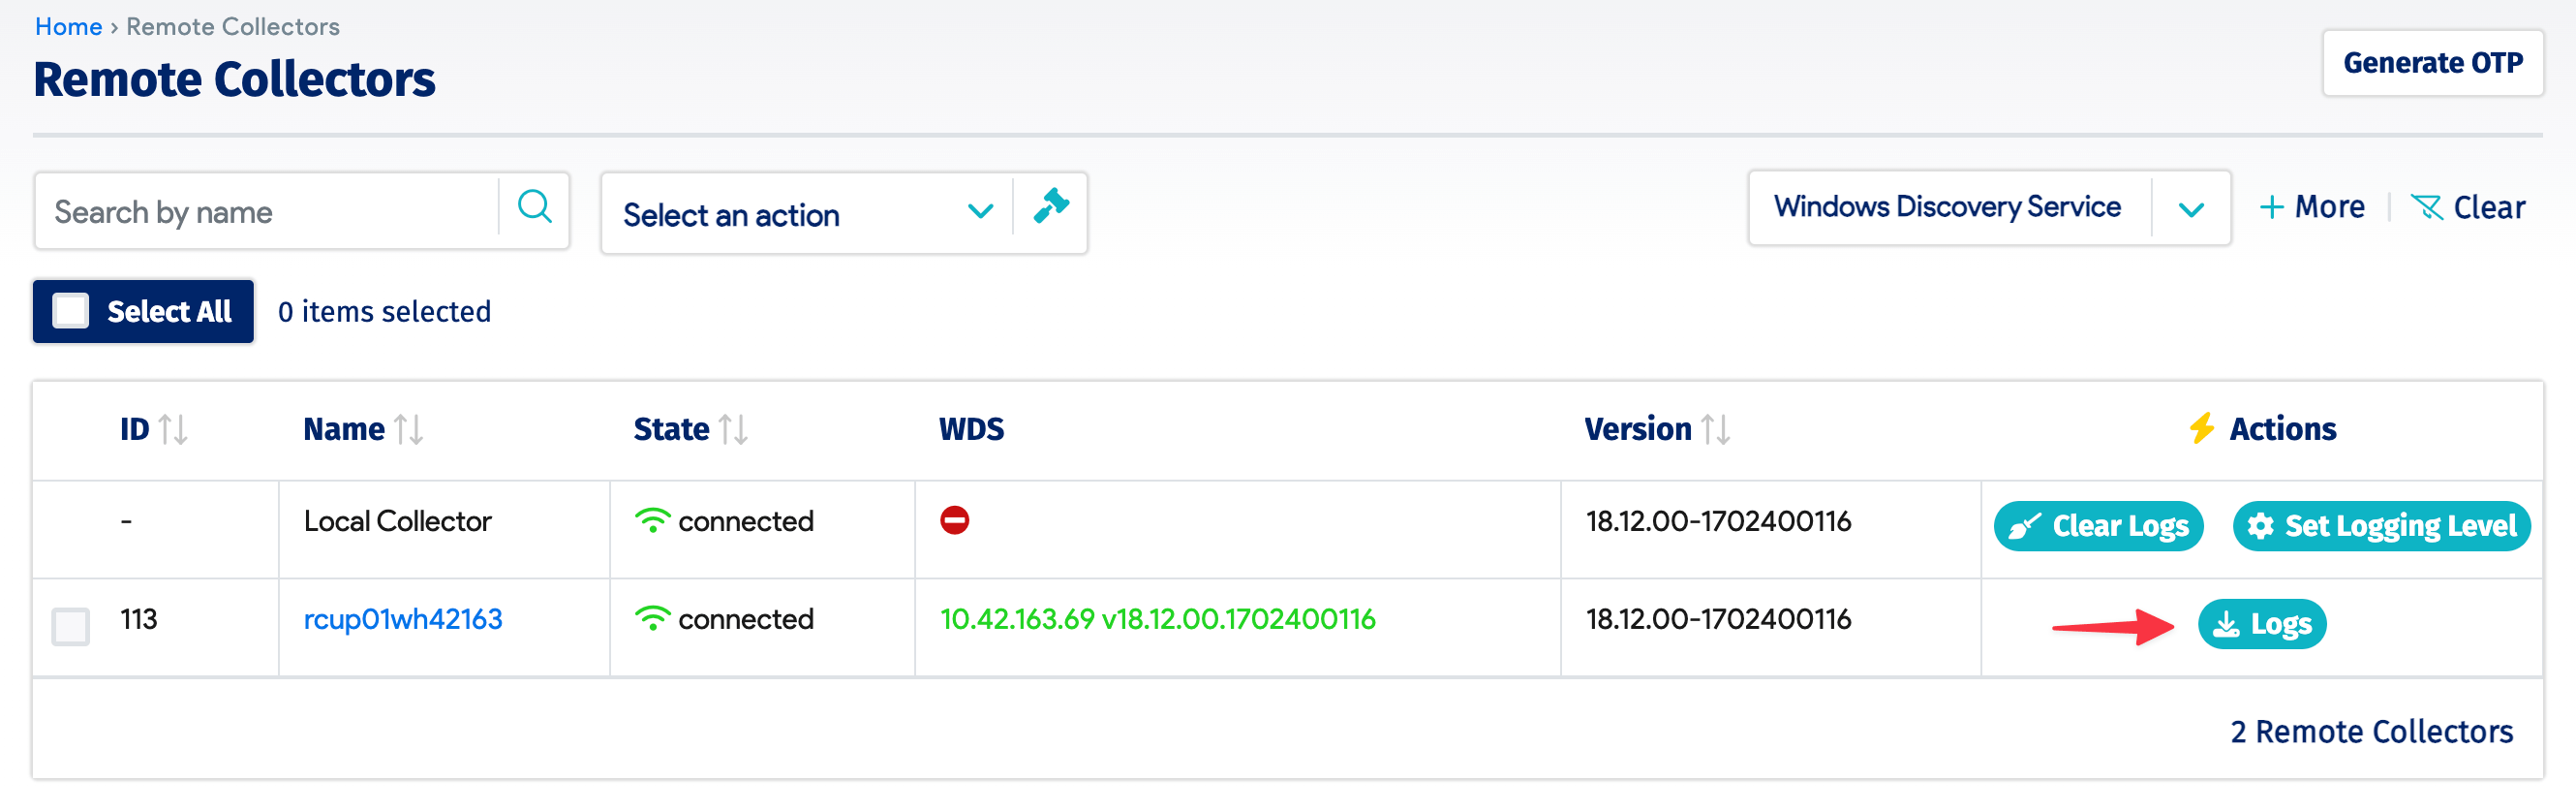 Home › Remote Collectors
Remote Collectors
Generate OTP
Search by name
Select an action
Windows Discovery Service
+ More
Clear
Select All
0 items selected
ID
Name
State
WDS
Version
Actions
- Local Collector connected 18.12.00-1702400116 Clear Logs Set Logging Level
113 rcup01wh42163 connected 10.42.163.69 v18.12.00.1702400116 18.12.00-1702400116 Logs
2 Remote Collectors